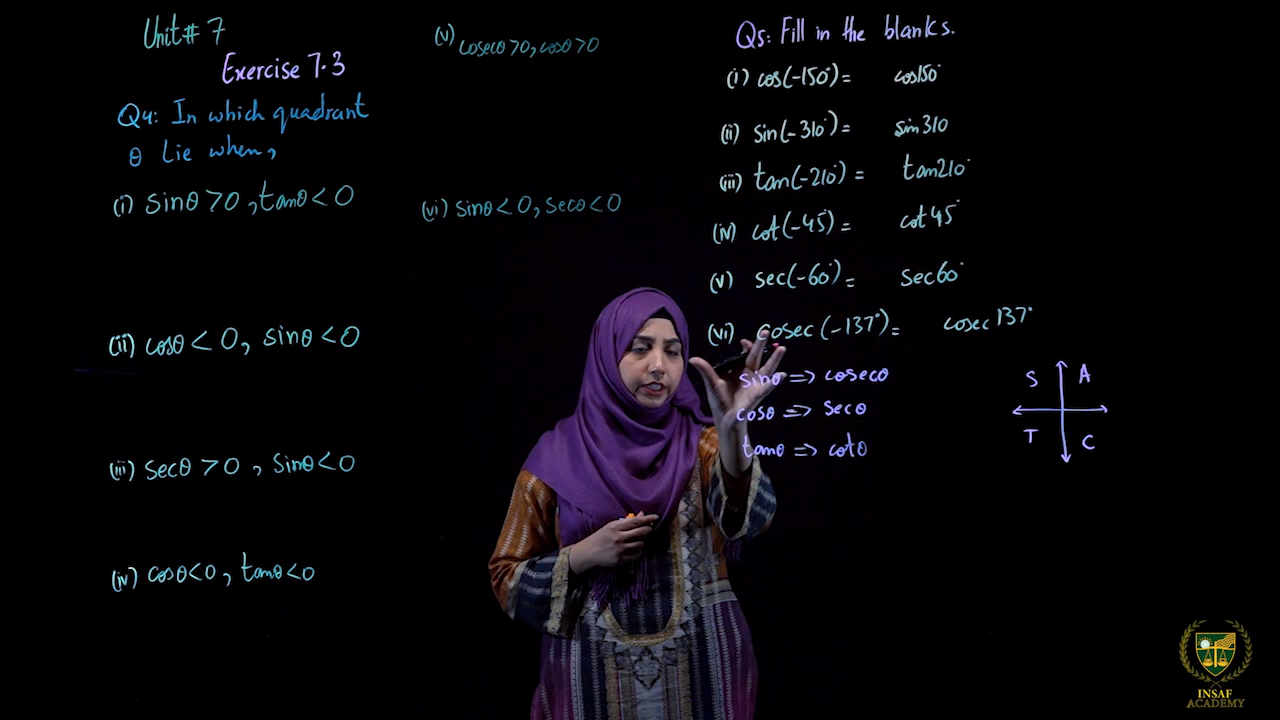 Unit# 7
Exercise 7.3
Q4: In which quadrant
θ Lie when,
(i) sinθ >0 , tanθ < 0
(ii) cosθ < 0, sinθ < 0
(iii) secθ > 0 , sinθ < 0
(iv) cosθ<0 , tanθ<0
(v) cosecθ >0, cosθ >0
(vi) sinθ < 0, secθ < 0
Q5: Fill in the blanks.
(i) cos(-150°) = cos150°
(ii) sin(-310°) = sin310
(iii) tan(-210°) = tan210°
(iv) cot(-45°) = cot45°
(v) sec(-60°) = sec60°
(vi) cosec(-137°) = cosec137°
sinθ => cosecθ
cosθ => secθ
tanθ => cotθ
S A
T C
INSAF
ACADEMY